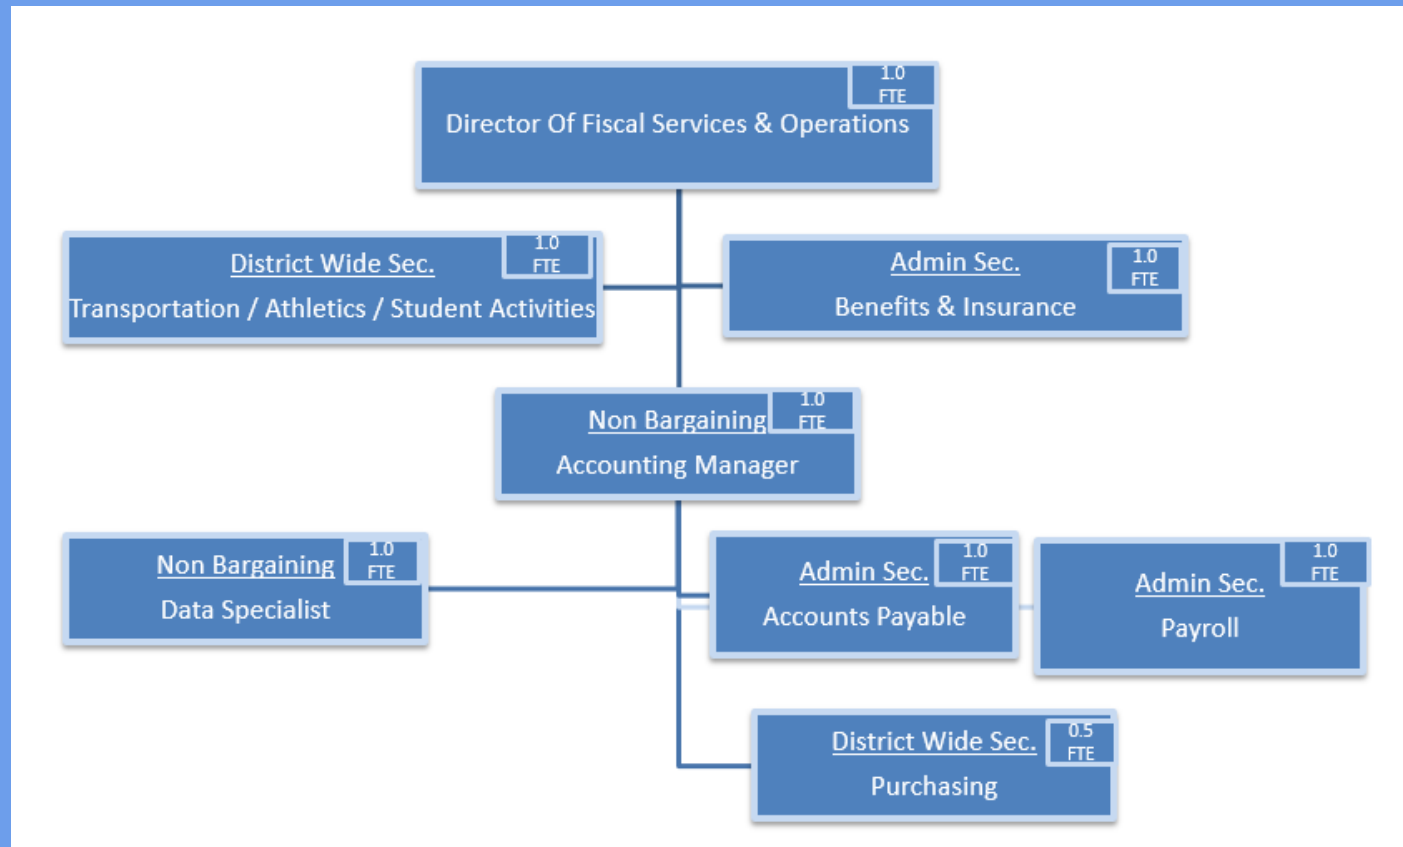 1.0
FTE
Director Of Fiscal Services & Operations
1.0
FTE
District Wide Sec.
Transportation / Athletics / Student Activities
1.0
FTE
Admin Sec.
Benefits & Insurance
1.0
FTE
Non Bargaining
Accounting Manager
1.0
FTE
Non Bargaining
Data Specialist
1.0
FTE
Admin Sec.
Accounts Payable
1.0
FTE
Admin Sec.
Payroll
0.5
FTE
District Wide Sec.
Purchasing